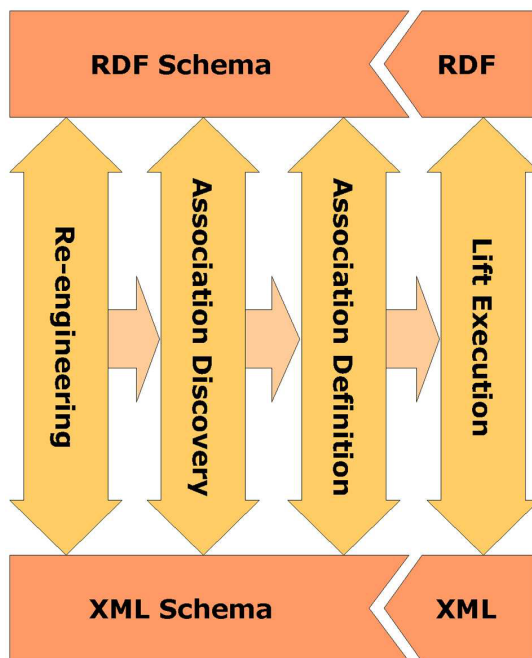 RDF Schema
RDF
Re-engineering
Association Discovery
Association Definition
Lift Execution
XML Schema
XML